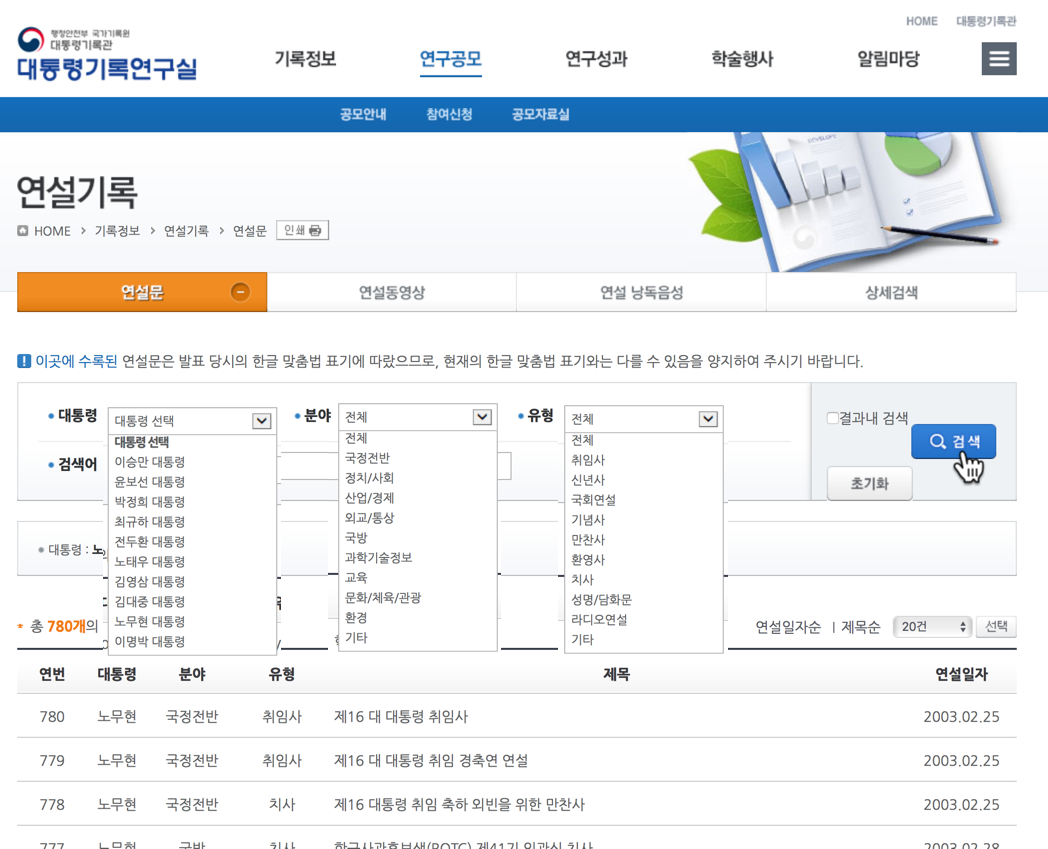 HOME 대통령기록관
행정안전부 국가기록원
대통령기록관
대통령기록연구실
기록정보 연구공모 연구성과 학술행사 알림마당
공모안내 참여신청 공모자료실
DEVELOPE
연설기록
HOME > 기록정보 > 연설기록 > 연설문 인쇄
연설문 연설동영상 연설 낭독음성 상세검색
이곳에 수록된 연설문은 발표 당시의 한글 맞춤법 표기에 따랐으므로, 현재의 한글 맞춤법 표기와는 다를 수 있음을 양지하여 주시기 바랍니다.
대통령 대통령 선택 분야 전체 유형 전체
결과내 검색
검색
초기화
검색어
대통령 선택
이승만 대통령
윤보선 대통령
박정희 대통령
최규하 대통령
전두환 대통령
노태우 대통령
김영삼 대통령
김대중 대통령
노무현 대통령
이명박 대통령
전체
국정전반
정치/사회
산업/경제
외교/통상
국방
과학기술정보
교육
문화/체육/관광
환경
기타
전체
취임사
신년사
국회연설
기념사
만찬사
환영사
치사
성명/담화문
라디오연설
기타
대통령 :
* 총 780개의
연설일자순 | 제목순 20건 선택
연번 대통령 분야 유형 제목 연설일자
780 노무현 국정전반 취임사 제16 대 대통령 취임사 2003.02.25
779 노무현 국정전반 취임사 제16 대 대통령 취임 경축연 연설 2003.02.25
778 노무현 국정전반 치사 제16 대통령 취임 축하 외빈을 위한 만찬사 2003.02.25
777 노무현 국방 치사 학군사관후보생(ROTC) 제41기 임관식 치사 2003.02.28